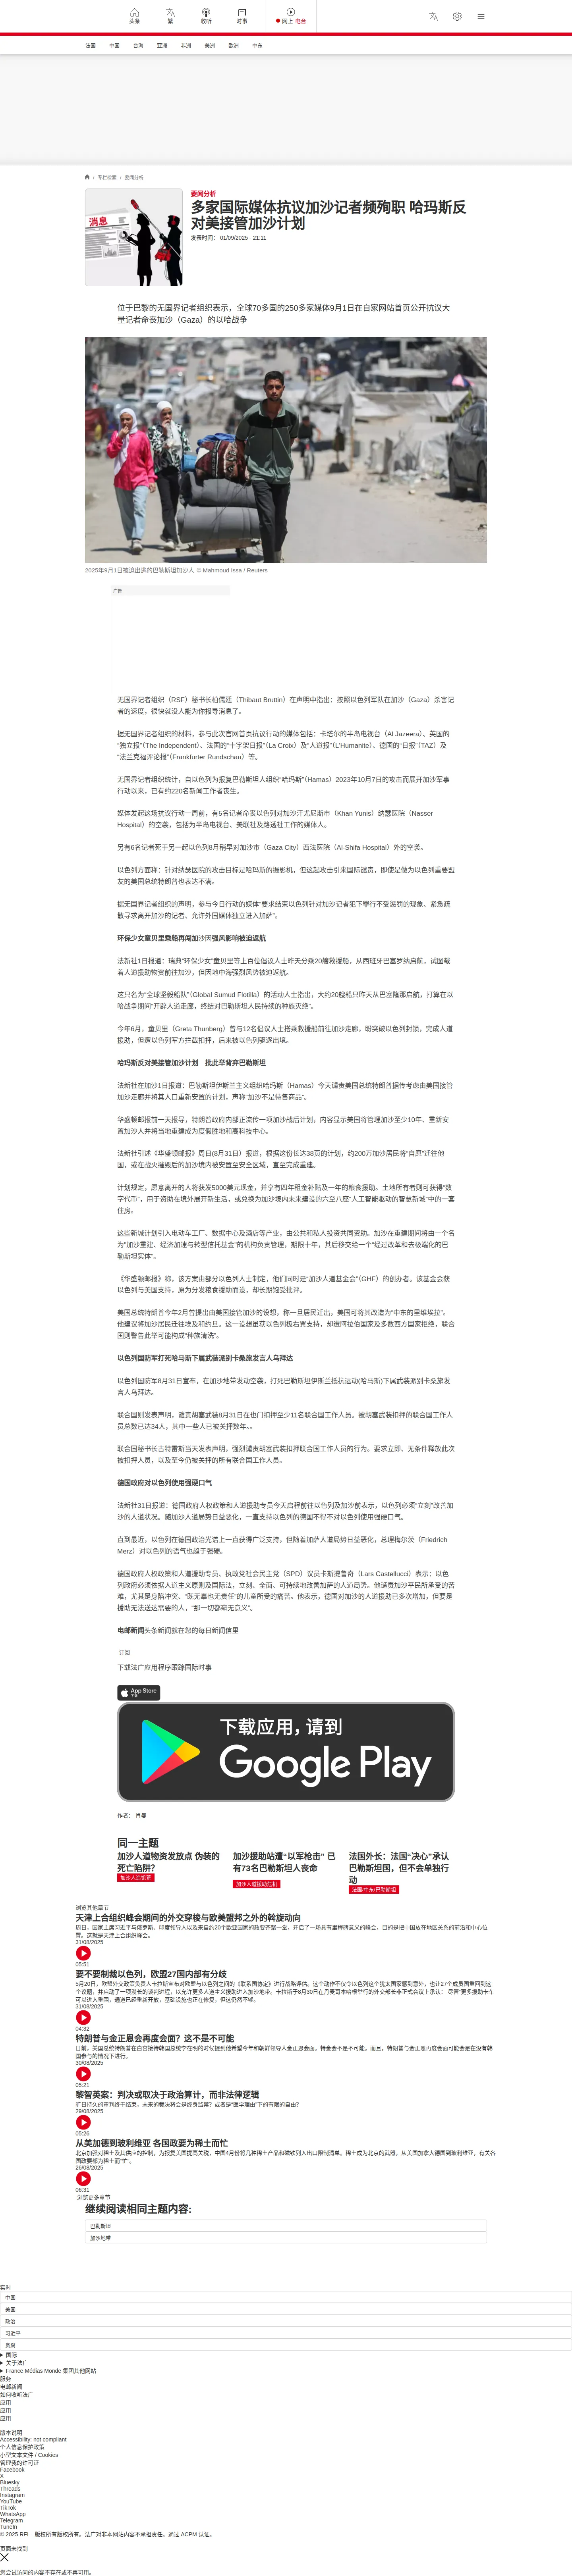 头条
繁
收听
时事
网上 电台
法国 中国 台海 亚洲 非洲 美洲 欧洲 中东
/ 专栏检索 / 要闻分析
消息
要闻分析
多家国际媒体抗议加沙记者频殉职 哈玛斯反
对美接管加沙计划
发表时间： 01/09/2025 - 21:11
位于巴黎的无国界记者组织表示，全球70多国的250多家媒体9月1日在自家网站首页公开抗议大
量记者命丧加沙（Gaza）的以哈战争
2025年9月1日被迫出逃的巴勒斯坦加沙人. © Mahmoud Issa / Reuters
广告
无国界记者组织（RSF）秘书长柏儒廷（Thibaut Bruttin）在声明中指出：按照以色列军队在加沙（Gaza）杀害记
者的速度，很快就没人能为你报导消息了。
据无国界记者组织的材料，参与此次官网首页抗议行动的媒体包括：卡塔尔的半岛电视台（Al Jazeera）、英国的
“独立报”（The Independent）、法国的“十字架日报”（La Croix）及“人道报”（L'Humanite）、德国的“日报”（TAZ）及
“法兰克福评论报”（Frankfurter Rundschau）等。
无国界记者组织统计，自以色列为报复巴勒斯坦人组织“哈玛斯”（Hamas）2023年10月7日的攻击而展开加沙军事
行动以来，已有约220名新闻工作者丧生。
媒体发起这场抗议行动一周前，有5名记者命丧以色列对加沙汗尤尼斯市（Khan Yunis）纳瑟医院（Nasser
Hospital）的空袭，包括为半岛电视台、美联社及路透社工作的媒体人。
另有6名记者死于另一起以色列8月稍早对加沙市（Gaza City）西法医院（Al-Shifa Hospital）外的空袭。
以色列方面称：针对纳瑟医院的攻击目标是哈玛斯的摄影机，但这起攻击引来国际谴责，即使是做为以色列重要盟
友的美国总统特朗普也表达不满。
据无国界记者组织的声明，参与今日行动的媒体“要求结束以色列针对加沙记者犯下罪行不受惩罚的现象、紧急疏
散寻求离开加沙的记者、允许外国媒体独立进入加萨”。
环保少女童贝里乘船再闯加沙因强风影响被迫返航
法新社1日报道：瑞典“环保少女”童贝里等上百位倡议人士昨天分乘20艘救援船，从西班牙巴塞罗纳启航，试图载
着人道援助物资前往加沙，但因地中海强烈风势被迫返航。
这只名为“全球坚毅船队”（Global Sumud Flotilla）的活动人士指出，大约20艘船只昨天从巴塞隆那启航，打算在以
哈战争期间“开辟人道走廊，终结对巴勒斯坦人民持续的种族灭绝”。
今年6月，童贝里（Greta Thunberg）曾与12名倡议人士搭乘救援船前往加沙走廊，盼突破以色列封锁，完成人道
援助，但遭以色列军方拦截扣押，后来被以色列驱逐出境。
哈玛斯反对美接管加沙计划　批此举背弃巴勒斯坦
法新社在加沙1日报道：巴勒斯坦伊斯兰主义组织哈玛斯（Hamas）今天谴责美国总统特朗普据传考虑由美国接管
加沙走廊并将其人口重新安置的计划，声称“加沙不是待售商品”。
华盛顿邮报前一天报导，特朗普政府内部正流传一项加沙战后计划，内容显示美国将管理加沙至少10年、重新安
置加沙人并将当地重建成为度假胜地和高科技中心。
法新社引述《华盛顿邮报》周日(8月31日）报道，根据这份长达38页的计划，约200万加沙居民将“自愿”迁往他
国，或在战火摧毁后的加沙境内被安置至安全区域，直至完成重建。
计划规定，愿意离开的人将获发5000美元现金，并享有四年租金补贴及一年的粮食援助。土地所有者则可获得“数
字代币”，用于资助在境外展开新生活，或兑换为加沙境内未来建设的六至八座“人工智能驱动的智慧新城”中的一套
住房。
这些新城计划引入电动车工厂、数据中心及酒店等产业，由公共和私人投资共同资助。加沙在重建期间将由一个名
为“加沙重建、经济加速与转型信托基金”的机构负责管理，期限十年，其后移交给一个“经过改革和去极端化的巴
勒斯坦实体”。
《华盛顿邮报》称，该方案由部分以色列人士制定，他们同时是“加沙人道基金会”（GHF）的创办者。该基金会获
以色列与美国支持，原为分发粮食援助而设，却长期饱受批评。
美国总统特朗普今年2月曾提出由美国接管加沙的设想，称一旦居民迁出，美国可将其改造为“中东的里维埃拉”。
他建议将加沙居民迁往埃及和约旦。这一设想虽获以色列极右翼支持，却遭阿拉伯国家及多数西方国家拒绝，联合
国则警告此举可能构成“种族清洗”。
以色列国防军打死哈马斯下属武装派别卡桑旅发言人乌拜达
以色列国防军8月31日宣布，在加沙地带发动空袭，打死巴勒斯坦伊斯兰抵抗运动(哈马斯)下属武装派别卡桑旅发
言人乌拜达。
联合国则发表声明，谴责胡塞武装8月31日在也门扣押至少11名联合国工作人员。被胡塞武装扣押的联合国工作人
员总数已达34人，其中一些人已被关押数年。。
联合国秘书长古特雷斯当天发表声明，强烈谴责胡塞武装扣押联合国工作人员的行为。要求立即、无条件释放此次
被扣押人员，以及至今仍被关押的所有联合国工作人员。
德国政府对以色列使用强硬口气
法新社31日报道：德国政府人权政策和人道援助专员今天启程前往以色列及加沙前表示，以色列必须“立刻”改善加
沙的人道状况。随加沙人道局势日益恶化，一直支持以色列的德国不得不对以色列使用强硬口气。
直到最近，以色列在德国政治光谱上一直获得广泛支持，但随着加萨人道局势日益恶化，总理梅尔茨（Friedrich
Merz）对以色列的语气也趋于强硬。
德国政府人权政策和人道援助专员、执政党社会民主党（SPD）议员卡斯提鲁奇（Lars Castellucci）表示：以色
列政府必须依据人道主义原则及国际法，立刻、全面、可持续地改善加萨的人道局势。他谴责加沙平民所承受的苦
难，尤其是身陷冲突、“既无辜也无责任”的儿童所受的痛苦。他表示，德国对加沙的人道援助已多次增加，但要是
援助无法送达需要的人，“那一切都毫无意义”。
电邮新闻头条新闻就在您的每日新闻信里
订阅
下载法广应用程序跟踪国际时事
App Store
下载
下载应用，请到
Google Play
作者： 肖曼
同一主题
加沙人道物资发放点 伪装的
死亡陷阱？
加沙人造饥荒
加沙援助站遭“以军枪击” 已
有73名巴勒斯坦人丧命
加沙人道援助危机
法国外长：法国“决心”承认
巴勒斯坦国，但不会单独行
动
法国/中东/巴勒斯坦
浏览其他章节
天津上合组织峰会期间的外交穿梭与欧美盟邦之外的斡旋动向
周日，国家主席习近平与俄罗斯、印度领导人以及来自约20个欧亚国家的政要齐聚一堂，开启了一场具有里程碑意义的峰会，目的是把中国放在地区关系的前沿和中心位
置。这就是天津上合组织峰会。
31/08/2025
05:51
要不要制裁以色列，欧盟27国内部有分歧
5月20日，欧盟外交政策负责人卡拉斯宣布对欧盟与以色列之间的《联系国协定》进行战略评估。这个动作不仅令以色列这个犹太国家感到意外，也让27个成员国重回到这
个议题，并启动了一项漫长的谈判进程，以允许更多人道主义援助进入加沙地带。卡拉斯于8月30日在丹麦哥本哈根举行的外交部长非正式会议上承认： 尽管“更多援助卡车
可以进入重围，通道已经重新开放，基础设施也正在修复，但这仍然不够。
31/08/2025
04:32
特朗普与金正恩会再度会面？这不是不可能
日前，美国总统特朗普在白宫接待韩国总统李在明的时候提到他希望今年和朝鲜领导人金正恩会面。特金会不是不可能。而且，特朗普与金正恩再度会面可能会是在没有韩
国参与的情况下进行。
30/08/2025
05:21
黎智英案：判决或取决于政治算计，而非法律逻辑
旷日持久的审判终于结束，未来的裁决将会是终身监禁？或者是“医学理由”下的有限的自由?
29/08/2025
05:26
从美加德到玻利维亚 各国政要为稀土而忙
北京加强对稀土及其供应的控制，为报复美国提高关税，中国4月份将几种稀土产品和磁铁列入出口限制清单。稀土成为北京的武器。从美国加拿大德国到玻利维亚，有关各
国政要都为稀土而“忙”。
26/08/2025
06:31
浏览更多章节
继续阅读相同主题内容:
巴勒斯坦
加沙地带
实时
中国
美国
政治
习近平
贪腐
国际
关于法广
France Médias Monde 集团其他网站
服务
电邮新闻
如何收听法广
应用
应用
应用
版本说明
Accessibility: not compliant
个人信息保护政策
小型文本文件 / Cookies
管理我的许可证
Facebook
X
Bluesky
Threads
Instagram
YouTube
TikTok
WhatsApp
Telegram
TuneIn
© 2025 RFI – 版权所有版权所有。法广对非本网站内容不承担责任。通过 ACPM 认证。
页面未找到
您尝试访问的内容不存在或不再可用。